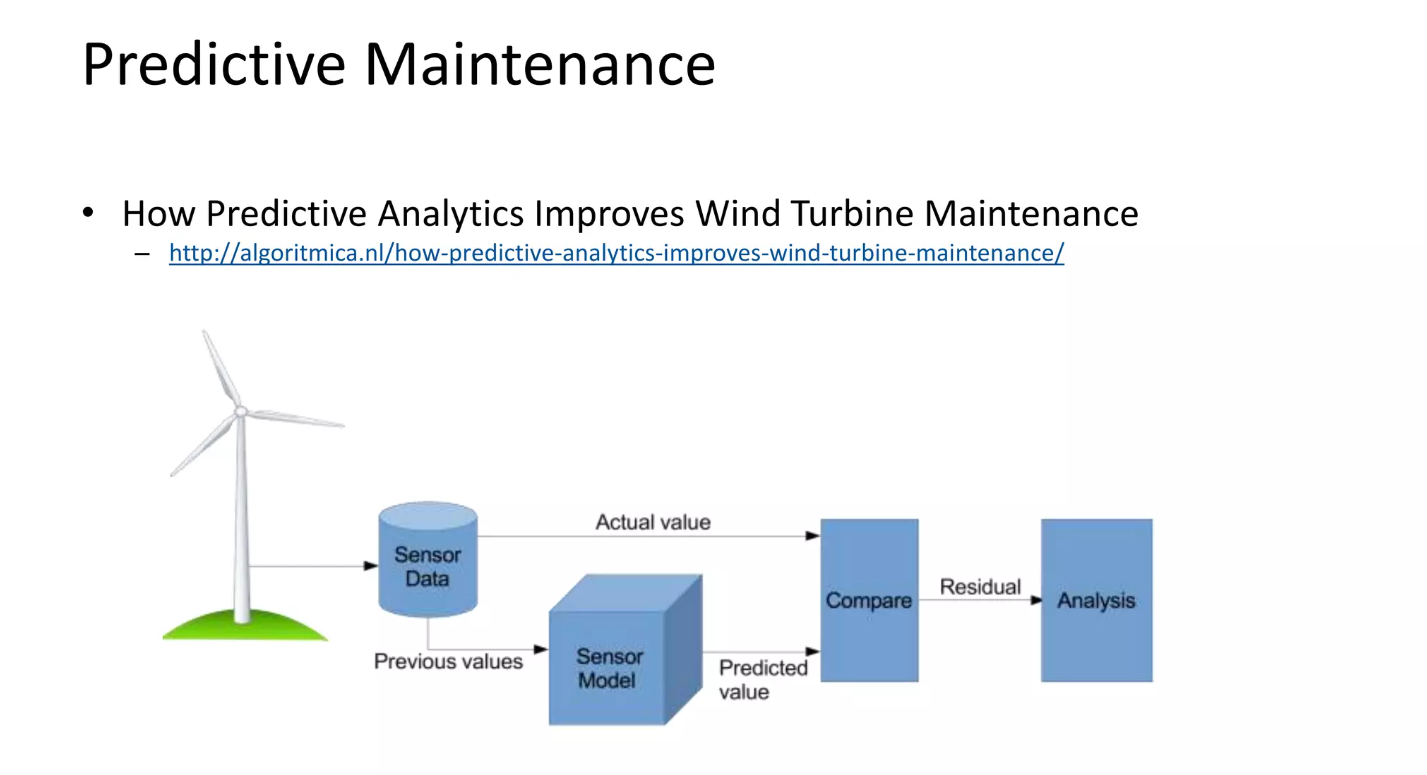 Predictive Maintenance
• How Predictive Analytics Improves Wind Turbine Maintenance
– http://algoritmica.nl/how-predictive-analytics-improves-wind-turbine-maintenance/
Actual value
Sensor
Data
Compare
Residual
Analysis
Previous values
Sensor
Model
Predicted
value